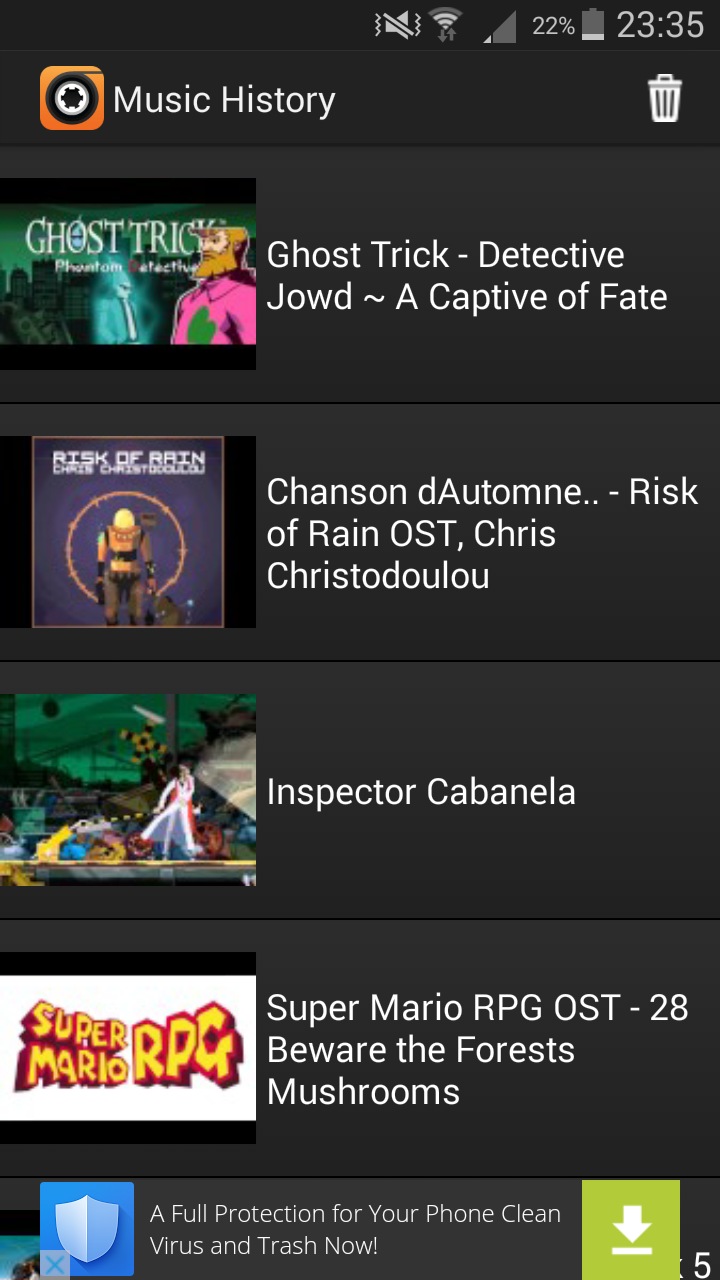 22% 23:35
Music History
GHOST TRICK
Phantom Detective
Ghost Trick - Detective
Jowd ~ A Captive of Fate
RISK OF RAIN
CHRIS CHRISTODOULOU
Chanson dAutomne.. - Risk
of Rain OST, Chris
Christodoulou
Inspector Cabanela
SUPER
MARIO RPG
Super Mario RPG OST - 28
Beware the Forests
Mushrooms
A Full Protection for Your Phone Clean
Virus and Trash Now!
5